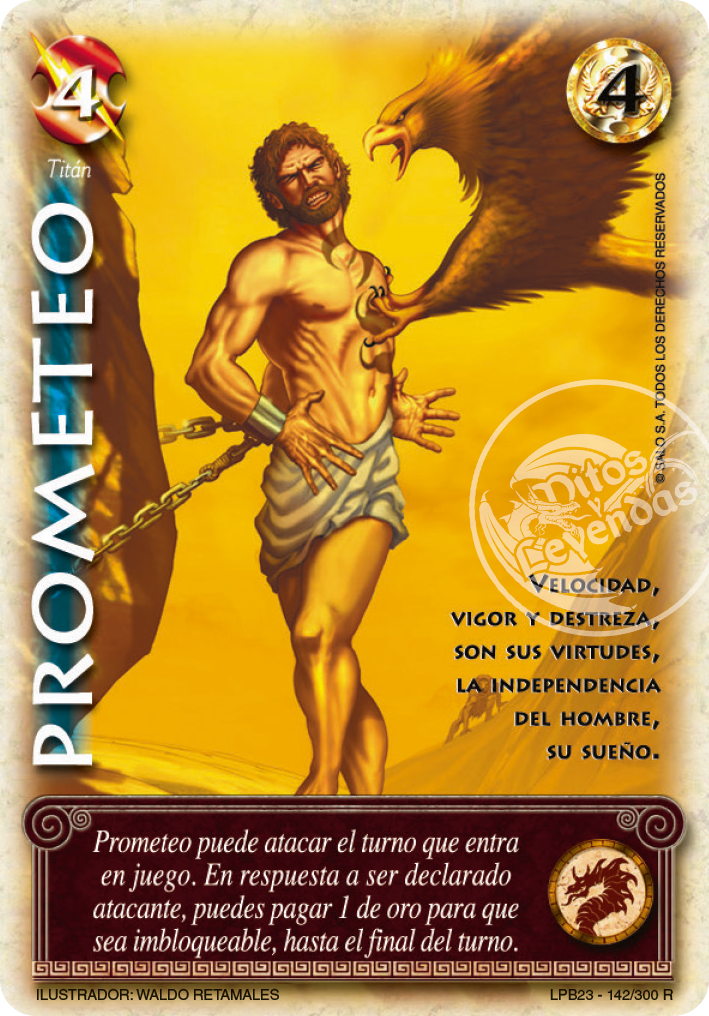 4
4
Titán
PROMETEO
© SALO S.A. TODOS LOS DERECHOS RESERVADOS
Mitos
y
Leyendas
VELOCIDAD,
VIGOR Y DESTREZA,
SON SUS VIRTUDES,
LA INDEPENDENCIA
DEL HOMBRE,
SU SUEÑO.
Prometeo puede atacar el turno que entra
en juego. En respuesta a ser declarado
atacante, puedes pagar 1 de oro para que
sea imbloqueable, hasta el final del turno.
ILUSTRADOR: WALDO RETAMALES
LPB23 - 142/300 R